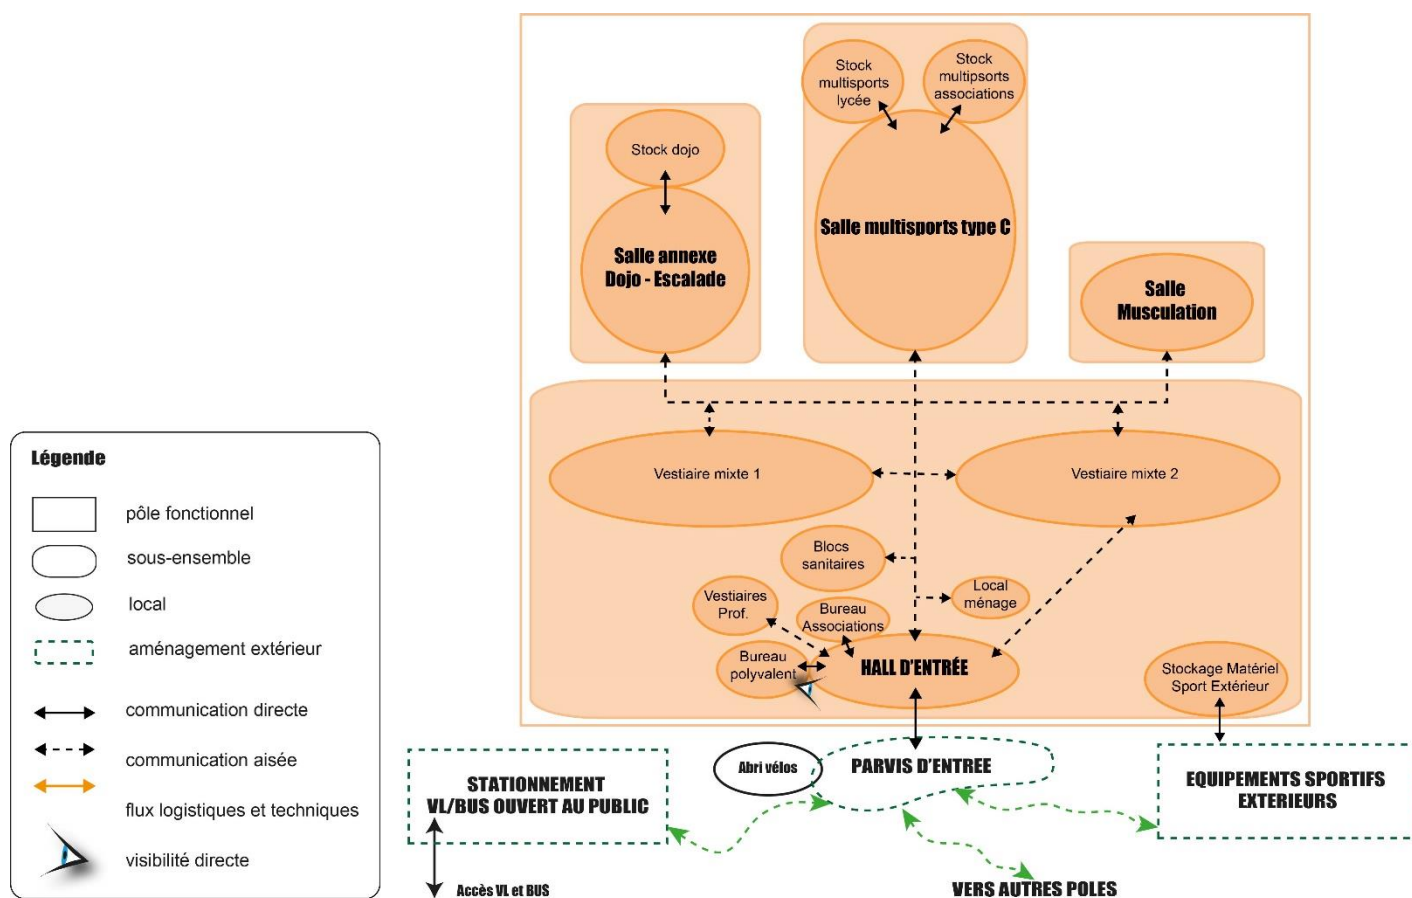 Stock
multisports
lycée
Stock
multipsorts
associations
Stock dojo
Salle multisports type C
Salle annexe
Dojo - Escalade
Salle
Musculation
Vestiaire mixte 1
Vestiaire mixte 2
Blocs
sanitaires
Local
ménage
Vestiaires
Prof.
Bureau
Associations
Bureau
polyvalent
HALL D'ENTRÉE
Stockage Matériel
Sport Extérieur
Légende
pôle fonctionnel
sous-ensemble
local
aménagement extérieur
communication directe
communication aisée
flux logistiques et techniques
visibilité directe
STATIONNEMENT
VL/BUS OUVERT AU PUBLIC
Abri vélos
PARVIS D'ENTREE
EQUIPEMENTS SPORTIFS
EXTERIEURS
Accès VL et BUS
VERS AUTRES POLES